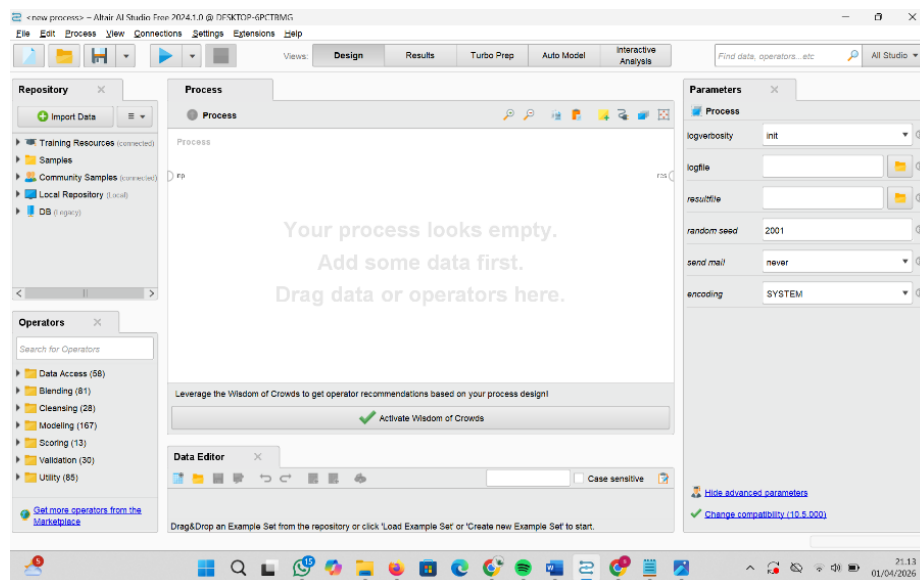 <new process> – Altair AI Studio Free 2024.1.0 @ DESKTOP-6PCTBMG
File Edit Process View Connections Settings Extensions Help
Views: Design Results Turbo Prep Auto Model Interactive Analysis
Find data, operators...etc All Studio
Repository
Import Data
Training Resources (connected)
Samples
Community Samples (connected)
Local Repository (Local)
DB (Legacy)
Operators
Search for Operators
Data Access (58)
Blending (81)
Cleansing (28)
Modeling (167)
Scoring (13)
Validation (30)
Utility (85)
Get more operators from the
Marketplace
Process
Process
Process
inp
res
Your process looks empty.
Add some data first.
Drag data or operators here.
Leverage the Wisdom of Crowds to get operator recommendations based on your process design!
Activate Wisdom of Crowds
Data Editor
Case sensitive
Drag&Drop an Example Set from the repository or click 'Load Example Set' or 'Create new Example Set' to start.
Parameters
Process
logverbosity init
logfile
resultfile
random seed 2001
send mail never
encoding SYSTEM
Hide advanced parameters
Change compatibility (10.5.000)
5
15
21.13
01/04/2026